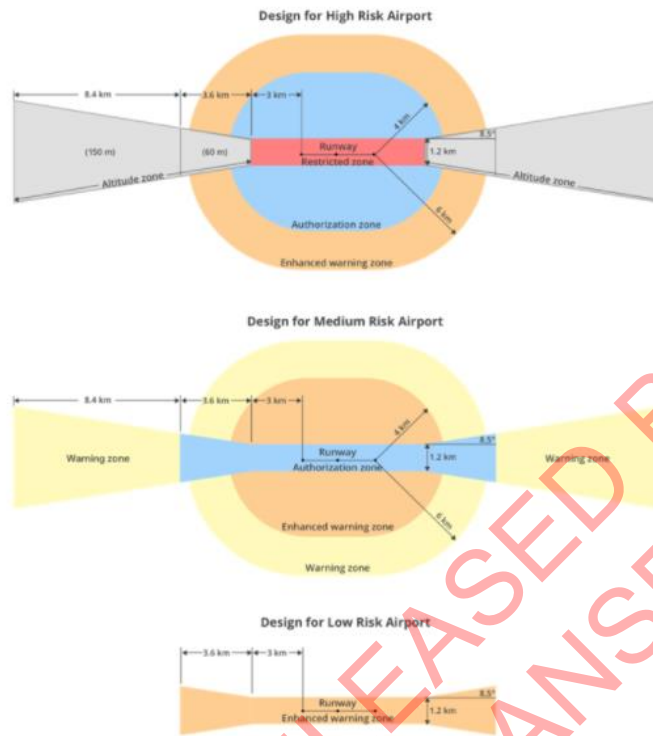 Design for High Risk Airport
8.4 km
3.6 km
3 km
4 km
8.5°
(150 m)
(60 m)
Runway
1.2 km
Restricted zone
Altitude zone
Altitude zone
6 km
Authorization zone
Enhanced warning zone
Design for Medium Risk Airport
8.4 km
3.6 km
3 km
4 km
8.5°
Warning zone
Runway
1.2 km
Warning zone
Authorization zone
6 km
Enhanced warning zone
Warning zone
Design for Low Risk Airport
3.6 km
3 km
8.5°
Runway
1.2 km
Enhanced warning zone
EASED
ANSE